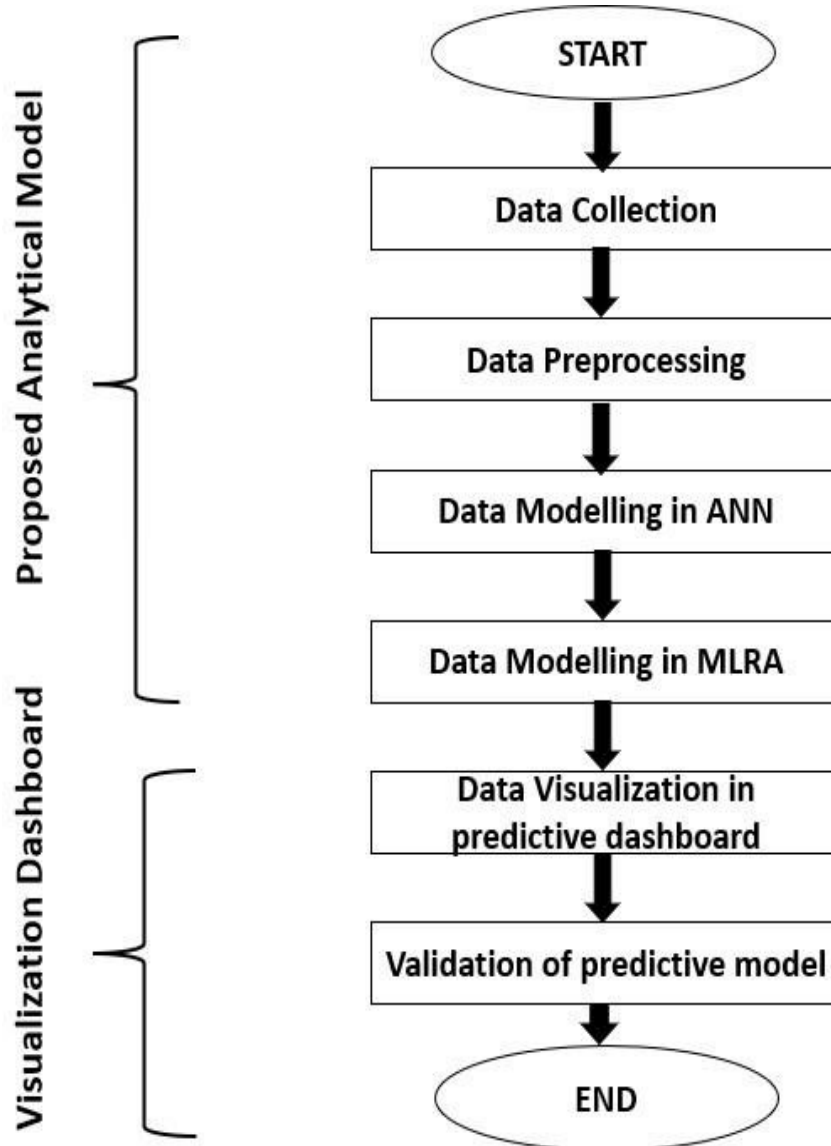 Proposed Analytical Model
START
Data Collection
Data Preprocessing
Data Modelling in ANN
Data Modelling in MLRA
Visualization Dashboard
Data Visualization in
predictive dashboard
Validation of predictive model
END